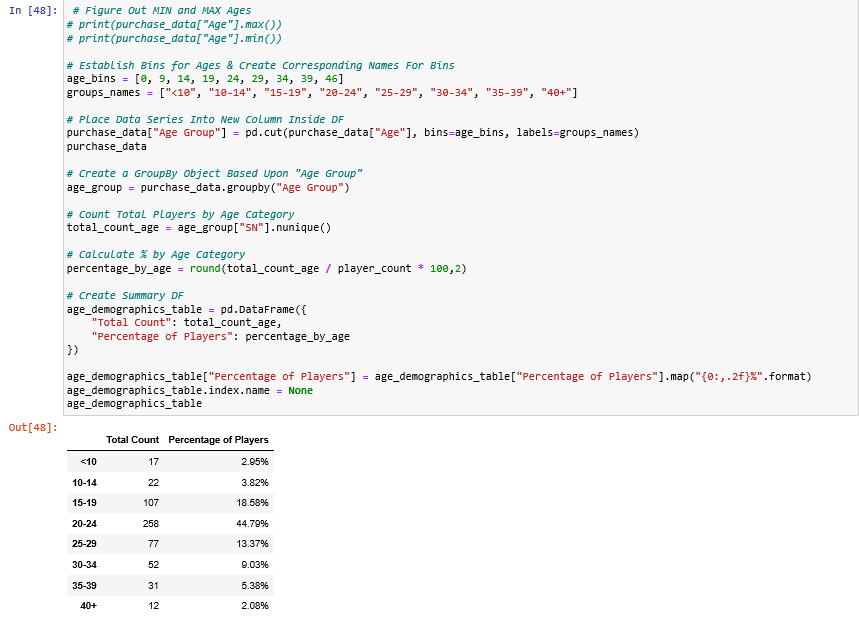 In [48]: # Figure Out MIN and MAX Ages
# print(purchase_data["Age"].max())
# print(purchase_data["Age"].min())
# Establish Bins for Ages & Create Corresponding Names For Bins
age_bins = [0, 9, 14, 19, 24, 29, 34, 39, 46]
groups_names = ["<10", "10-14", "15-19", "20-24", "25-29", "30-34", "35-39", "40+"]
# Place Data Series Into New Column Inside DF
purchase_data["Age Group"] = pd.cut(purchase_data["Age"], bins=age_bins, labels=groups_names)
purchase_data
# Create a GroupBy Object Based Upon "Age Group"
age_group = purchase_data.groupby("Age Group")
# Count Total Players by Age Category
total_count_age = age_group["SN"].nunique()
# Calculate % by Age Category
percentage_by_age = round(total_count_age / player_count * 100,2)
# Create Summary DF
age_demographics_table = pd.DataFrame({
"Total Count": total_count_age,
"Percentage of Players": percentage_by_age
})
age_demographics_table["Percentage of Players"] = age_demographics_table["Percentage of Players"].map("{0:,.2f}%".format)
age_demographics_table.index.name = None
age_demographics_table
Out[48]:
Total Count Percentage of Players
<10 17 2.95%
10-14 22 3.82%
15-19 107 18.58%
20-24 258 44.79%
25-29 77 13.37%
30-34 52 9.03%
35-39 31 5.38%
40+ 12 2.08%